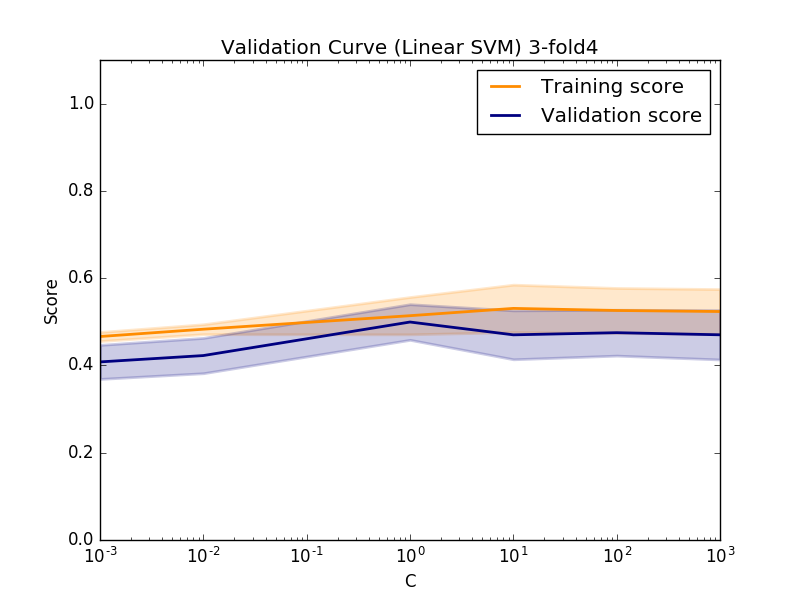 Validation Curve (Linear SVM) 3-fold4
Training score
Validation score
1.0
0.8
0.6
0.4
0.2
0.0
Score
10^-3 10^-2 10^-1 10^0 10^1 10^2 10^3
C